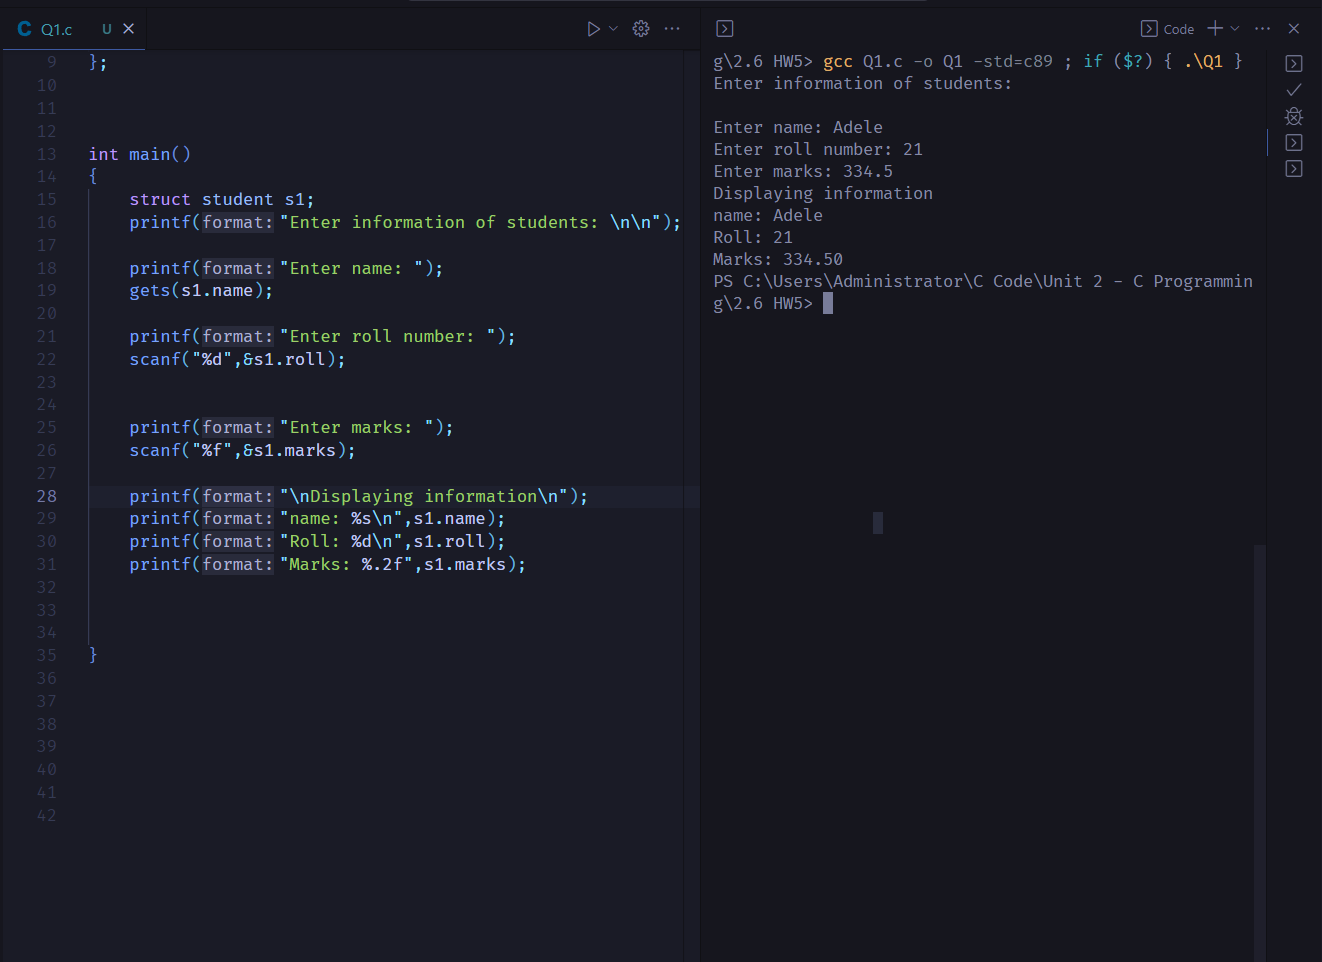 C Q1.c U
9 };
10
11
12
13 int main()
14 {
15 struct student s1;
16 printf(format:"Enter information of students: \n\n");
17
18 printf(format:"Enter name: ");
19 gets(s1.name);
20
21 printf(format:"Enter roll number: ");
22 scanf("%d",&s1.roll);
23
24
25 printf(format:"Enter marks: ");
26 scanf("%f",&s1.marks);
27
28 printf(format:"\nDisplaying information\n");
29 printf(format:"name: %s\n",s1.name);
30 printf(format:"Roll: %d\n",s1.roll);
31 printf(format:"Marks: %.2f",s1.marks);
32
33
34
35 }
36
37
38
39
40
41
42
Code
g\2.6 HW5> gcc Q1.c -o Q1 -std=c89 ; if ($?) { .\Q1 }
Enter information of students:
Enter name: Adele
Enter roll number: 21
Enter marks: 334.5
Displaying information
name: Adele
Roll: 21
Marks: 334.50
PS C:\Users\Administrator\C Code\Unit 2 - C Programmin
g\2.6 HW5>